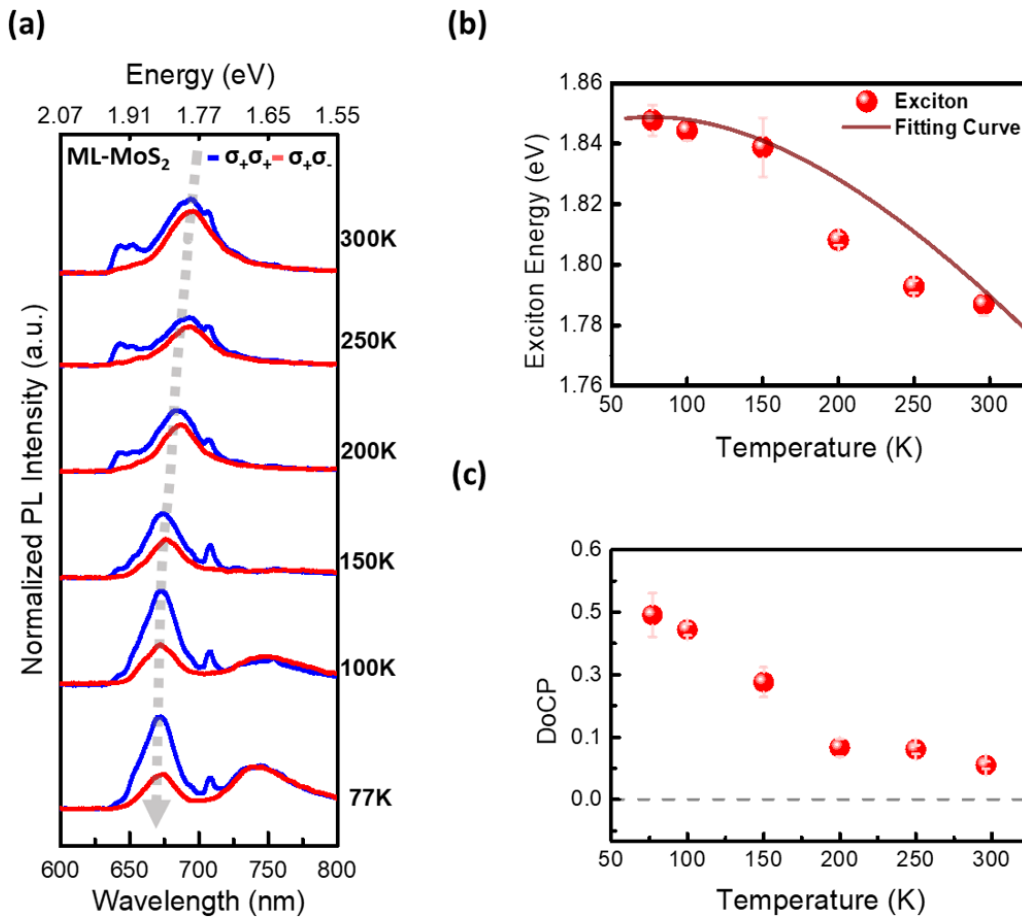 (a)
Energy (eV)
2.07 1.91 1.77 1.65 1.55
ML-MoS₂ σ₊σ₊ σ₊σ₋
300K
250K
200K
150K
100K
77K
Normalized PL Intensity (a.u.)
600 650 700 750 800
Wavelength (nm)
(b)
1.86
1.84
1.82
1.80
1.78
1.76
Exciton Energy (eV)
Exciton
Fitting Curve
50 100 150 200 250 300
Temperature (K)
(c)
0.6
0.5
0.3
0.1
0.0
DoCP
50 100 150 200 250 300
Temperature (K)